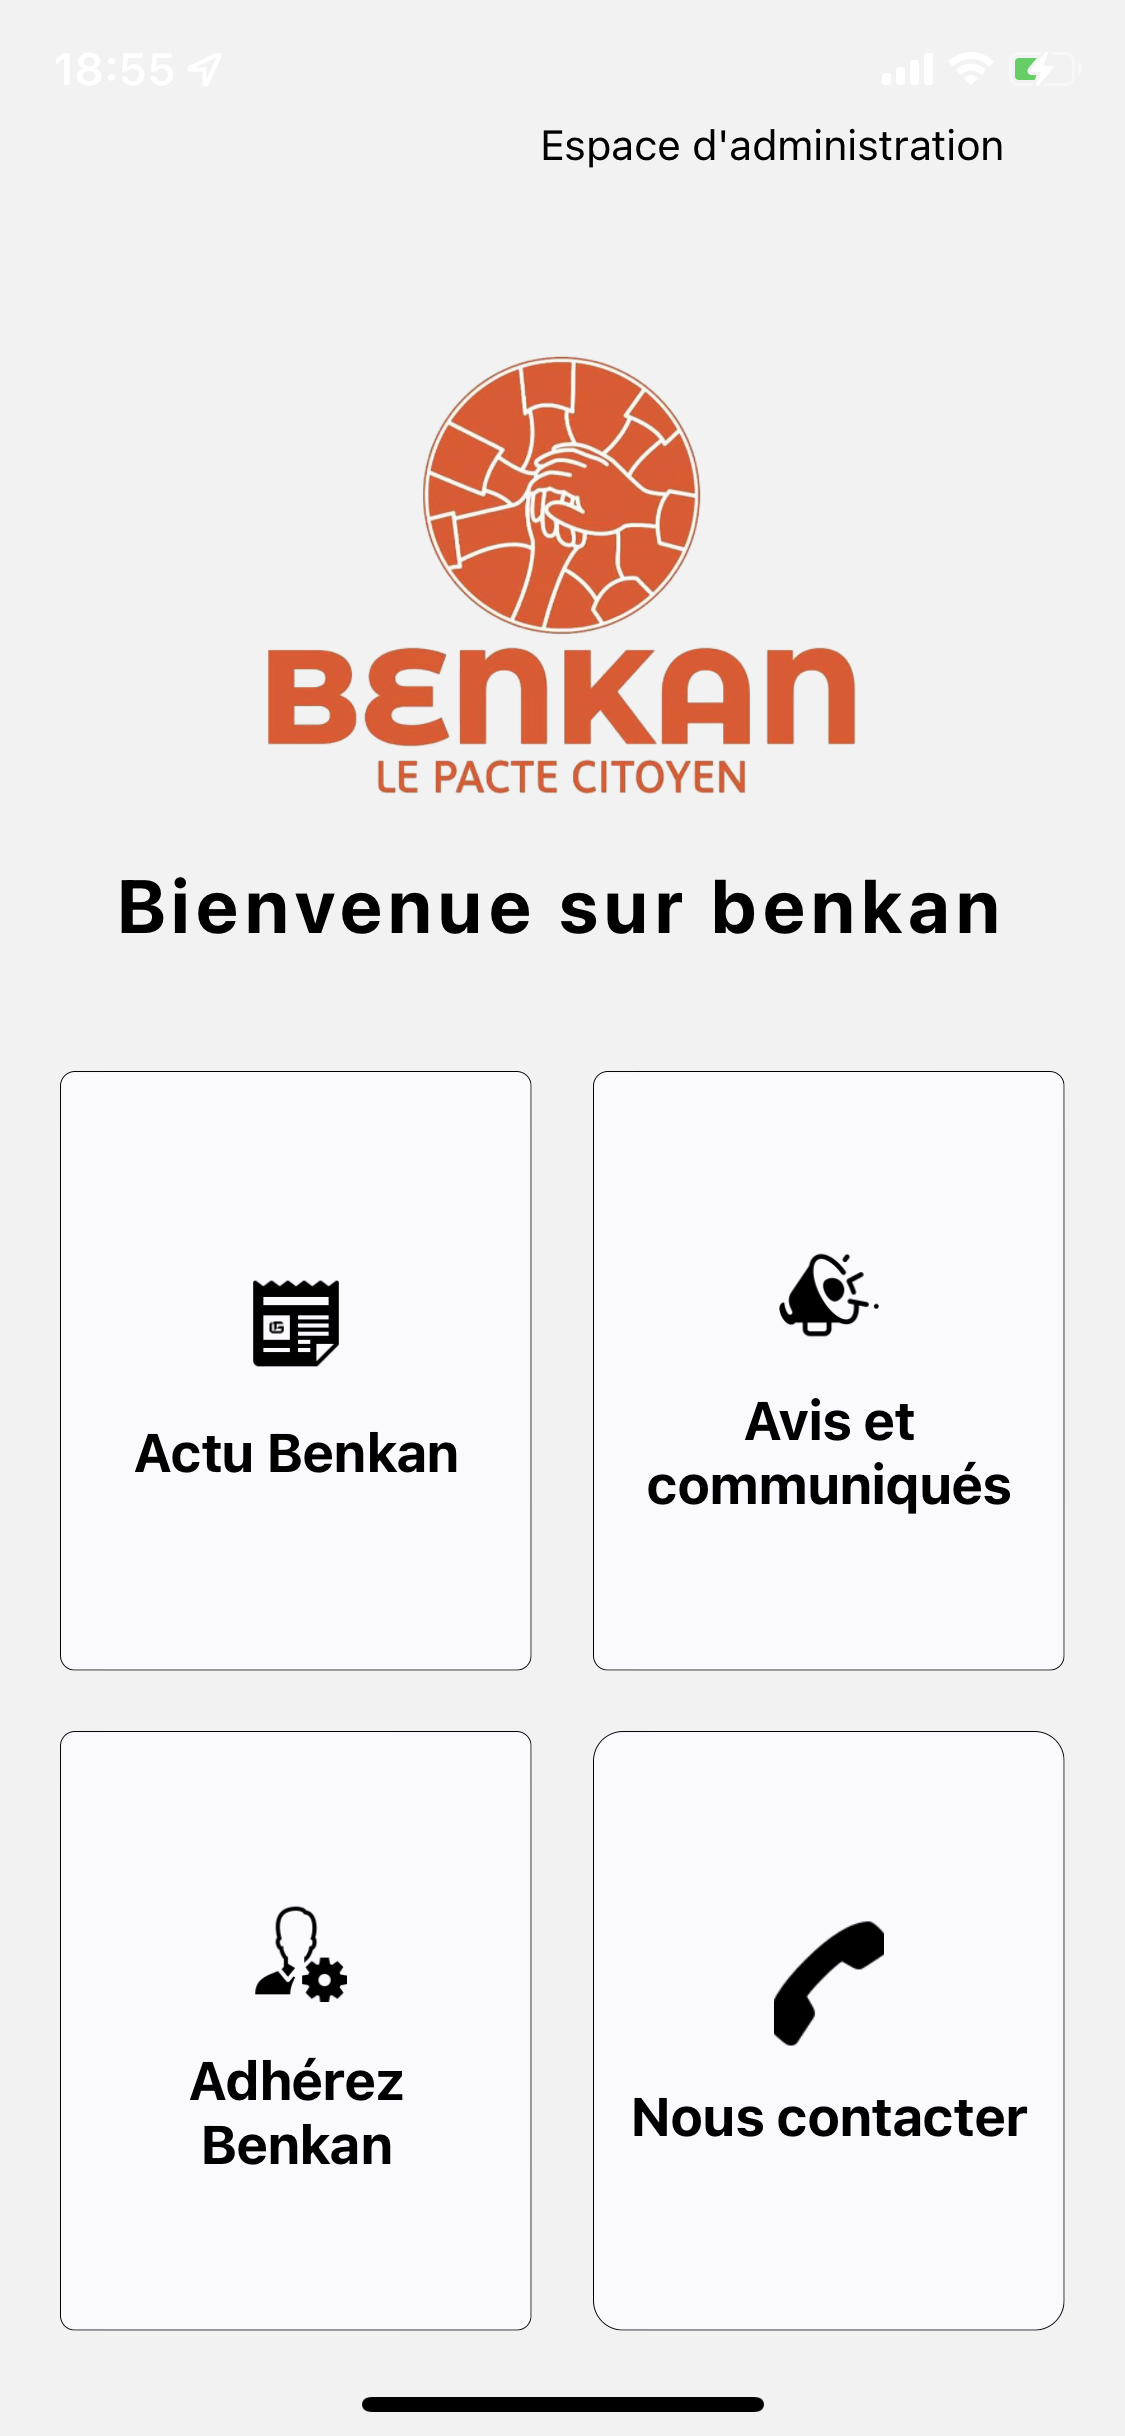 18:55
Espace d'administration
BƐNKAN
LE PACTE CITOYEN
Bienvenue sur benkan
Actu Benkan
Avis et
communiqués
Adhérez
Benkan
Nous contacter